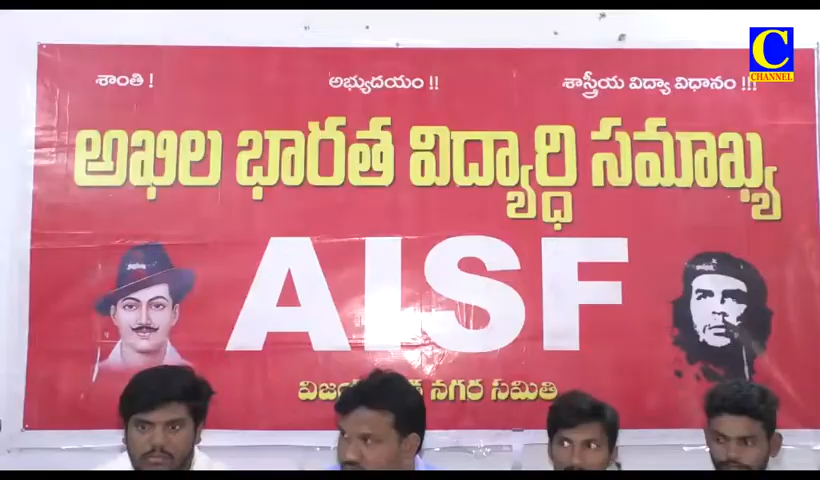 శాంతి ! అభ్యుదయం !! శాస్త్రీయ విద్యా విధానం !!!
C
CHANNEL
అఖిల భారత విద్యార్థి సమాఖ్య
AISF
నగర సమితి